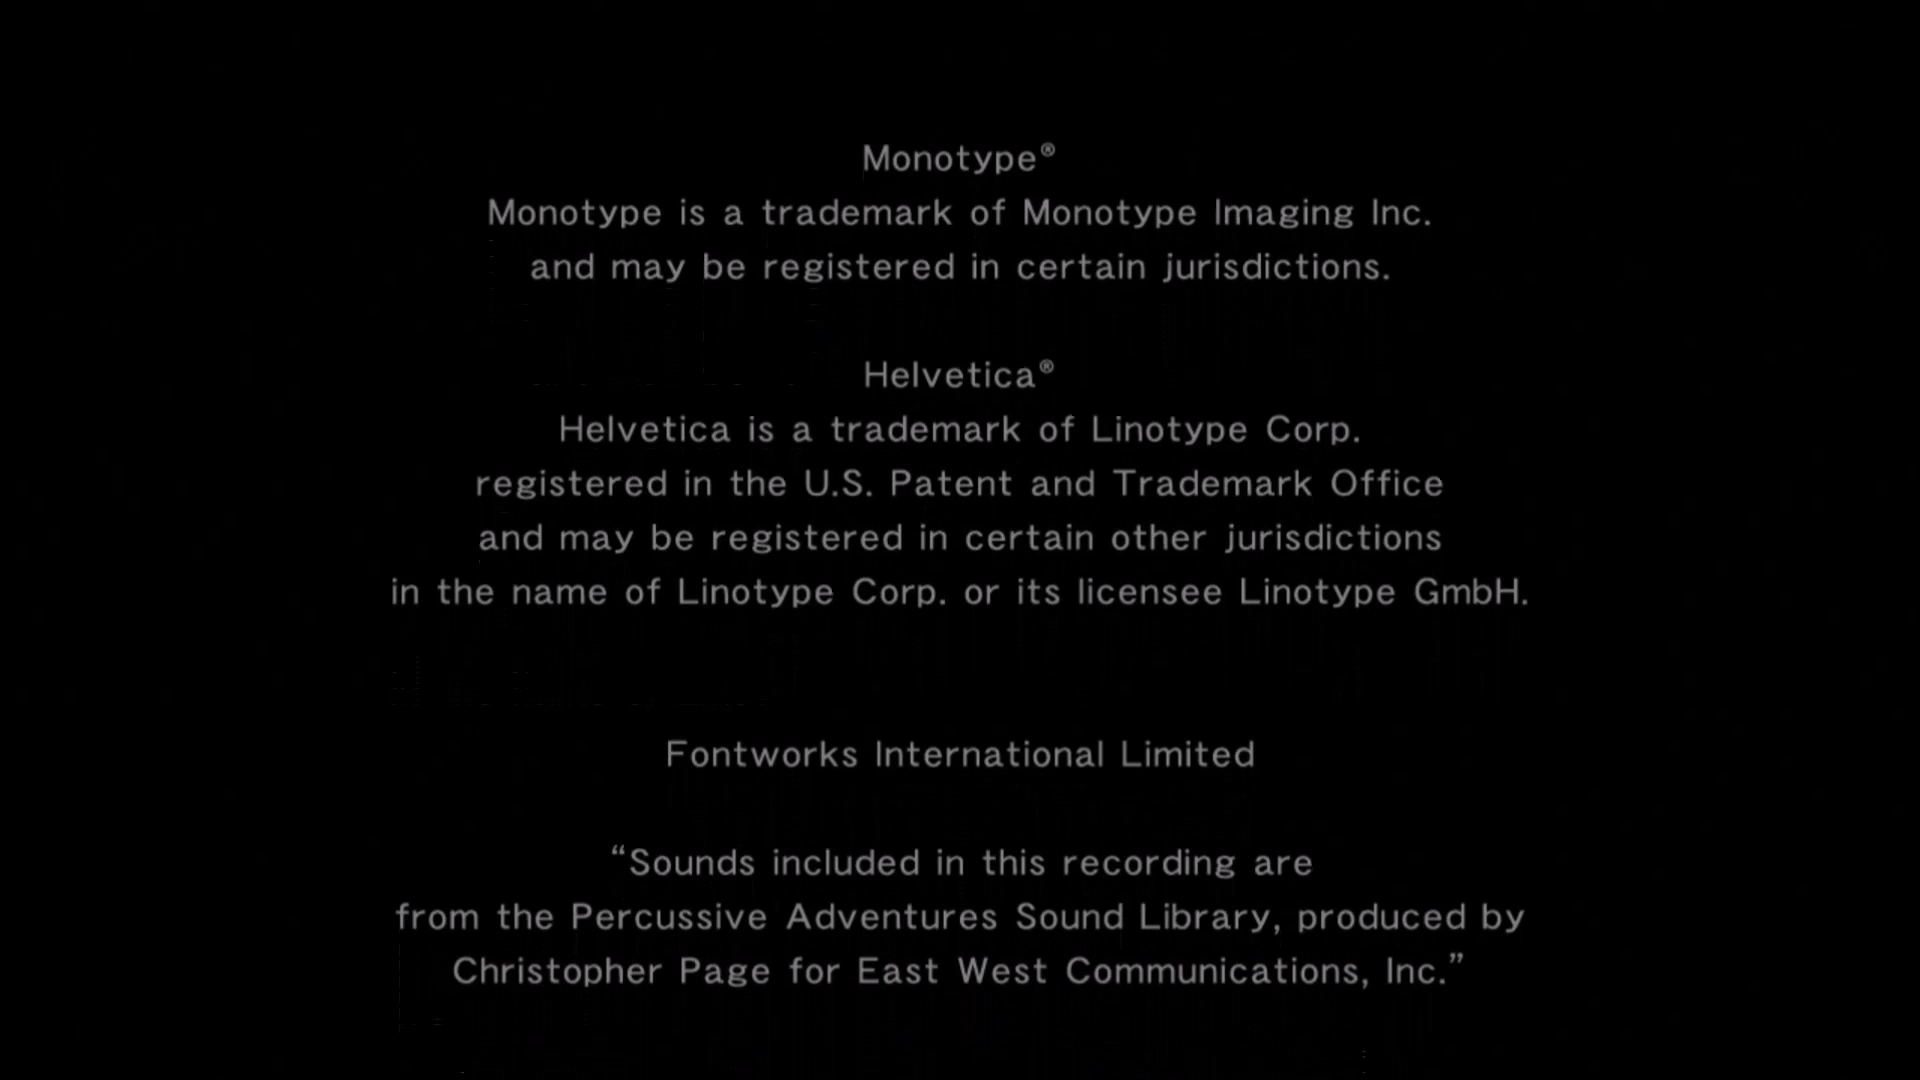 Monotype®
Monotype is a trademark of Monotype Imaging Inc.
and may be registered in certain jurisdictions.
Helvetica®
Helvetica is a trademark of Linotype Corp.
registered in the U.S. Patent and Trademark Office
and may be registered in certain other jurisdictions
in the name of Linotype Corp. or its licensee Linotype GmbH.
Fontworks International Limited
“Sounds included in this recording are
from the Percussive Adventures Sound Library, produced by
Christopher Page for East West Communications, Inc.”